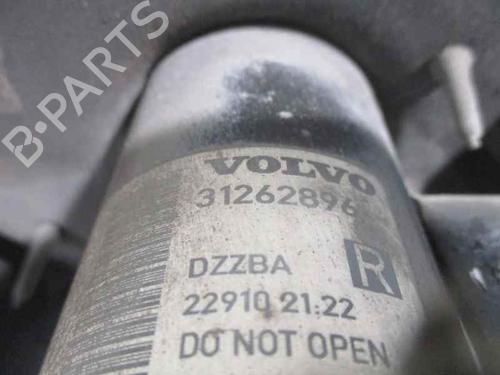 B-PARTS
VOLVO
31262896
DZZBA
R
22910 21:22
DO NOT OPEN